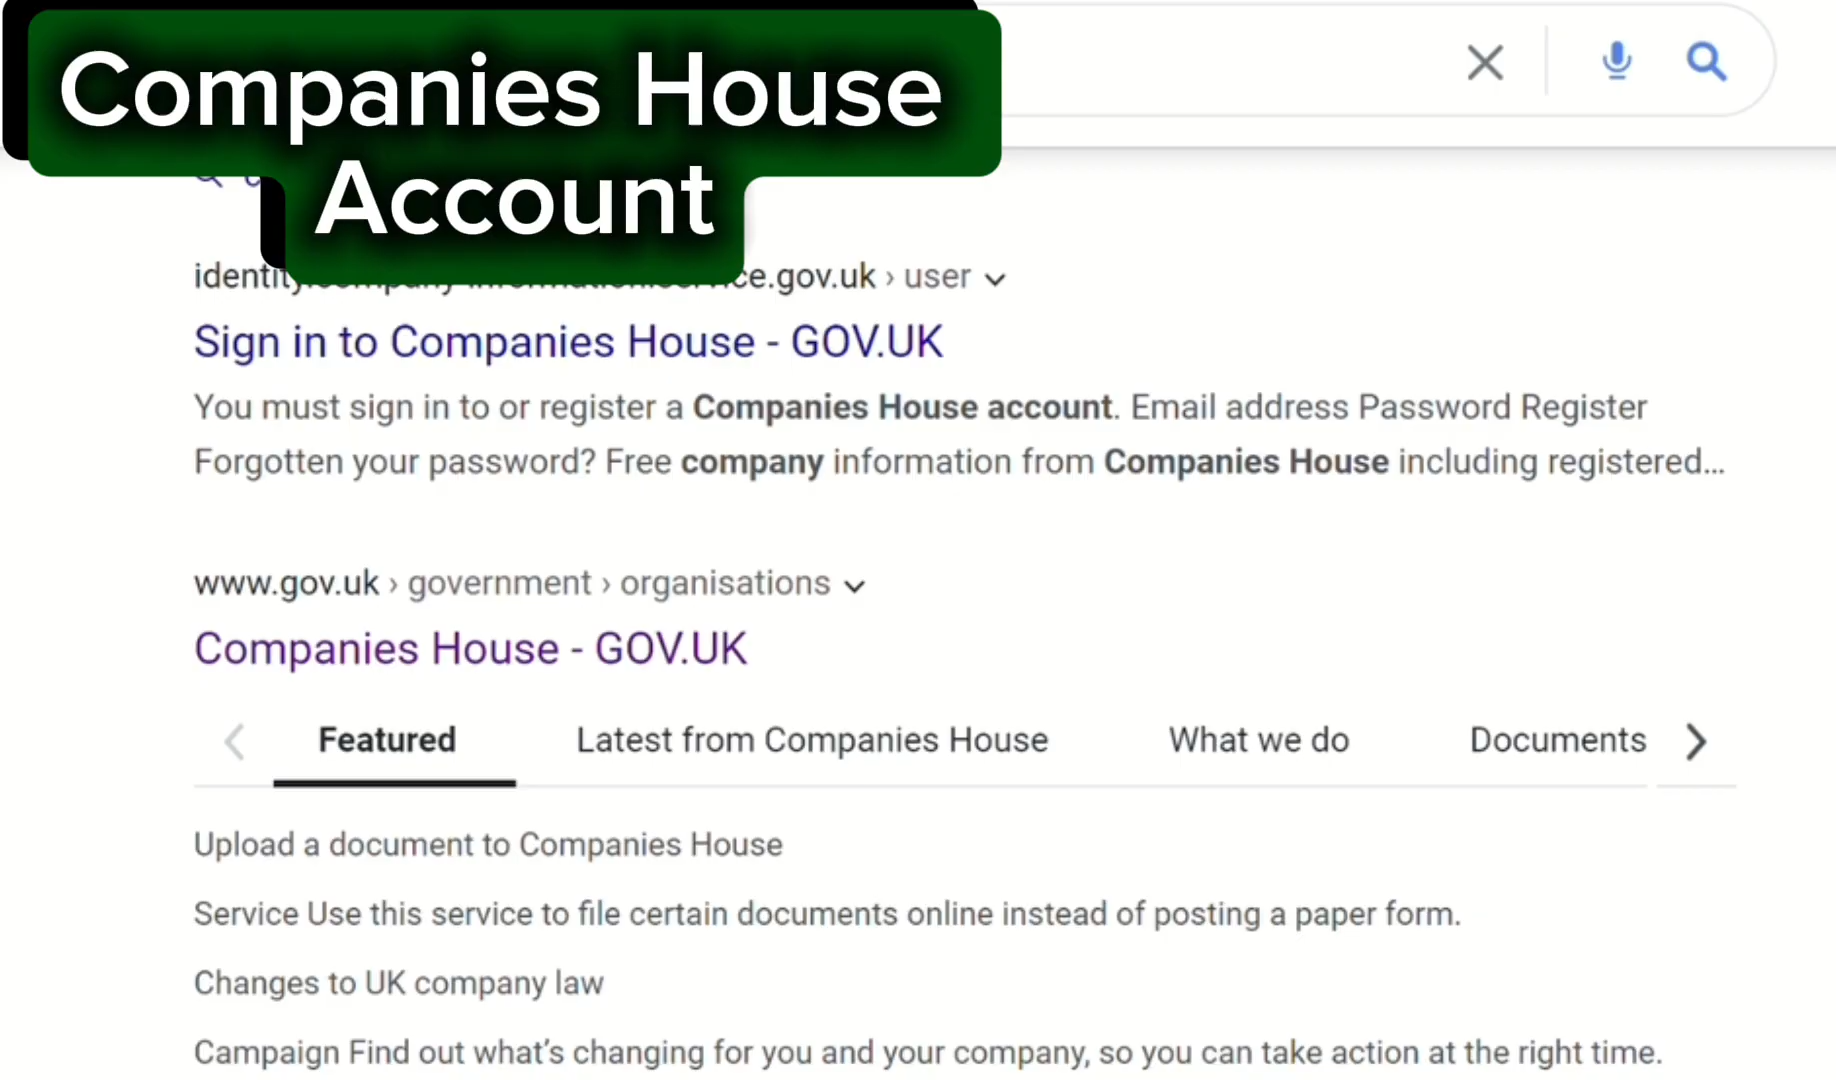 Companies House
Account
identity.company-information.service.gov.uk › user
Sign in to Companies House - GOV.UK
You must sign in to or register a Companies House account. Email address Password Register
Forgotten your password? Free company information from Companies House including registered...
www.gov.uk › government › organisations
Companies House - GOV.UK
Featured Latest from Companies House What we do Documents
Upload a document to Companies House
Service Use this service to file certain documents online instead of posting a paper form.
Changes to UK company law
Campaign Find out what's changing for you and your company, so you can take action at the right time.